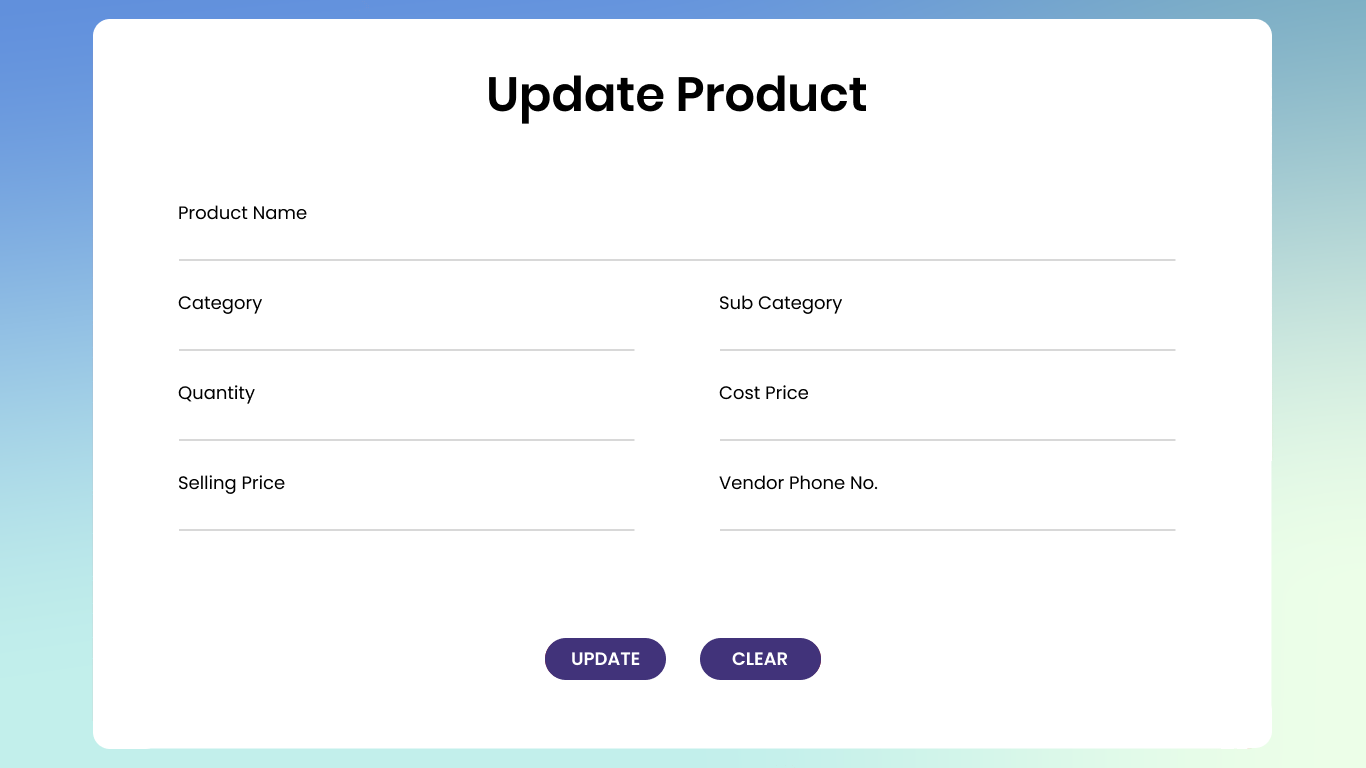 Update Product
Product Name
Category
Sub Category
Quantity
Cost Price
Selling Price
Vendor Phone No.
UPDATE
CLEAR